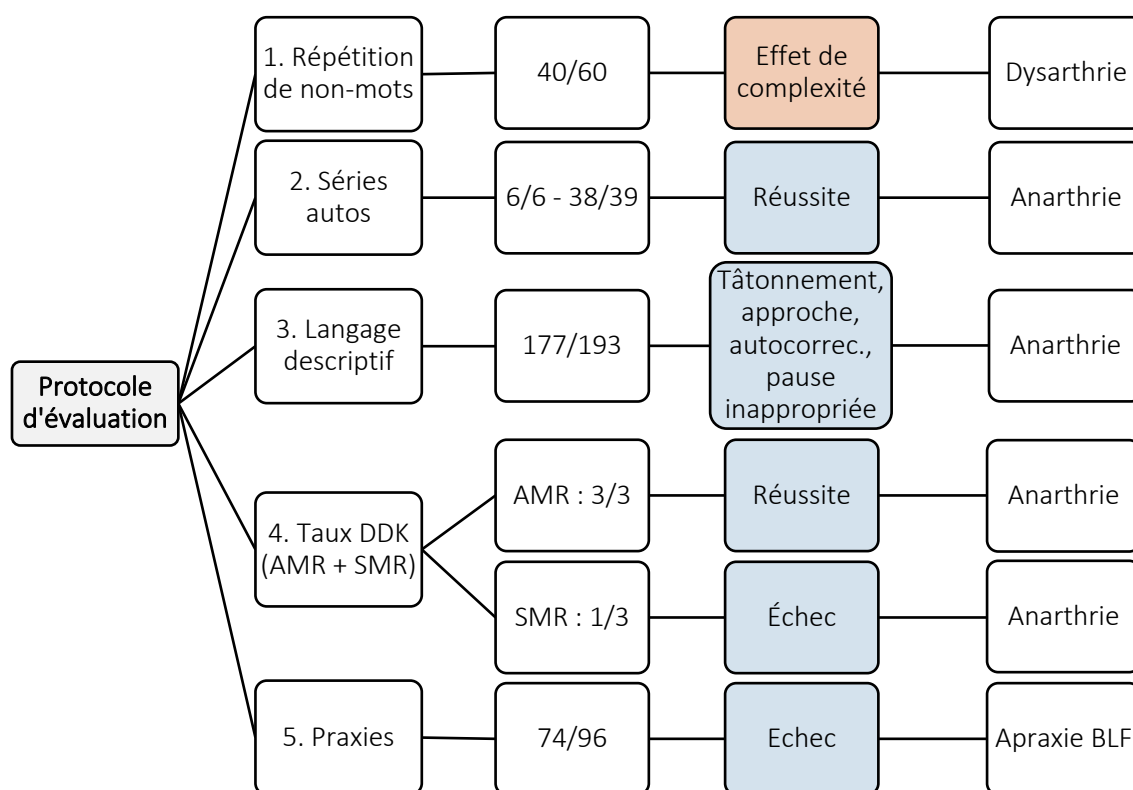 Protocole
d'évaluation
1. Répétition
de non-mots
40/60
Effet de
complexité
Dysarthrie
2. Séries
autos
6/6 - 38/39
Réussite
Anarthrie
3. Langage
descriptif
177/193
Tâtonnement,
approche,
autocorrec.,
pause
inappropriée
Anarthrie
4. Taux DDK
(AMR + SMR)
AMR : 3/3
Réussite
Anarthrie
SMR : 1/3
Échec
Anarthrie
5. Praxies
74/96
Echec
Apraxie BLF